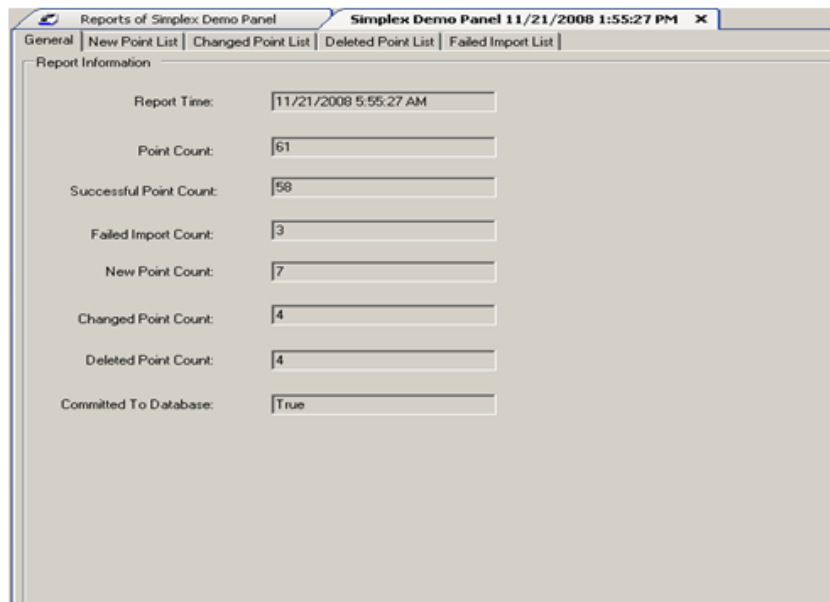 Reports of Simplex Demo Panel
Simplex Demo Panel 11/21/2008 1:55:27 PM X
General New Point List Changed Point List Deleted Point List Failed Import List
Report Information
Report Time: 11/21/2008 5:55:27 AM
Point Count: 61
Successful Point Count: 58
Failed Import Count: 3
New Point Count: 7
Changed Point Count: 4
Deleted Point Count: 4
Committed To Database: True